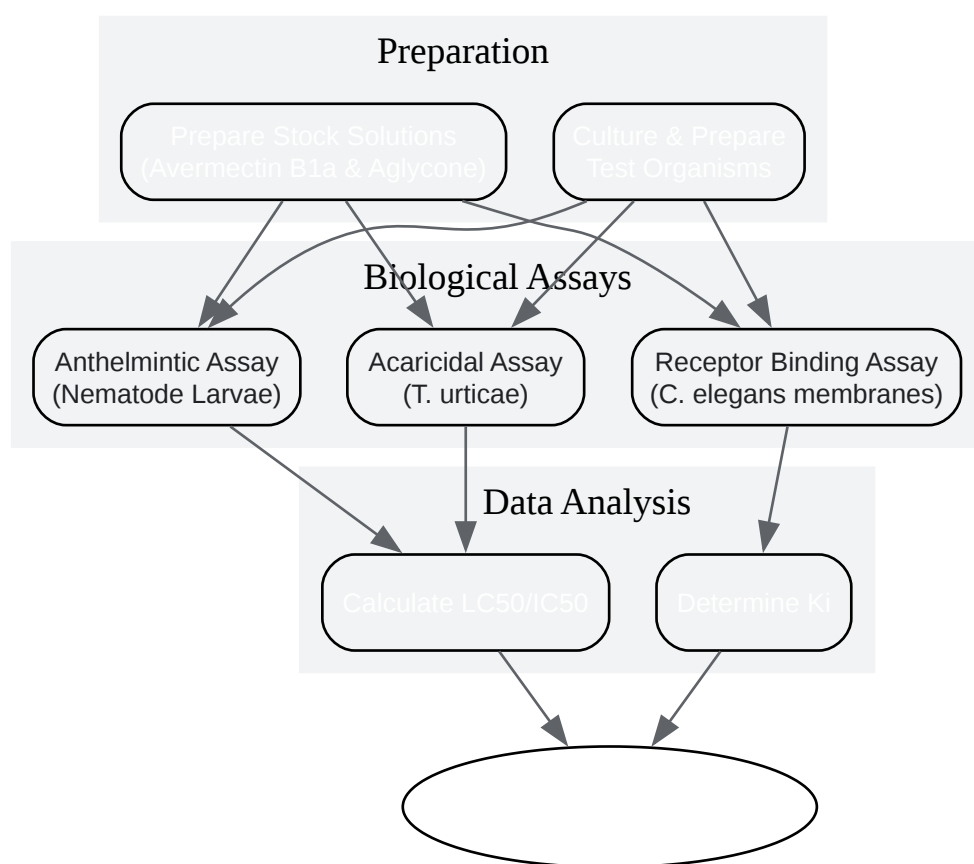 Preparation
Prepare Stock Solutions
(Avermectin B1a & Aglycone)
Culture & Prepare
Test Organisms
Biological Assays
Anthelmintic Assay
(Nematode Larvae)
Acaricidal Assay
(T. urticae)
Receptor Binding Assay
(C. elegans membranes)
Data Analysis
Calculate LC50/IC50
Determine Ki